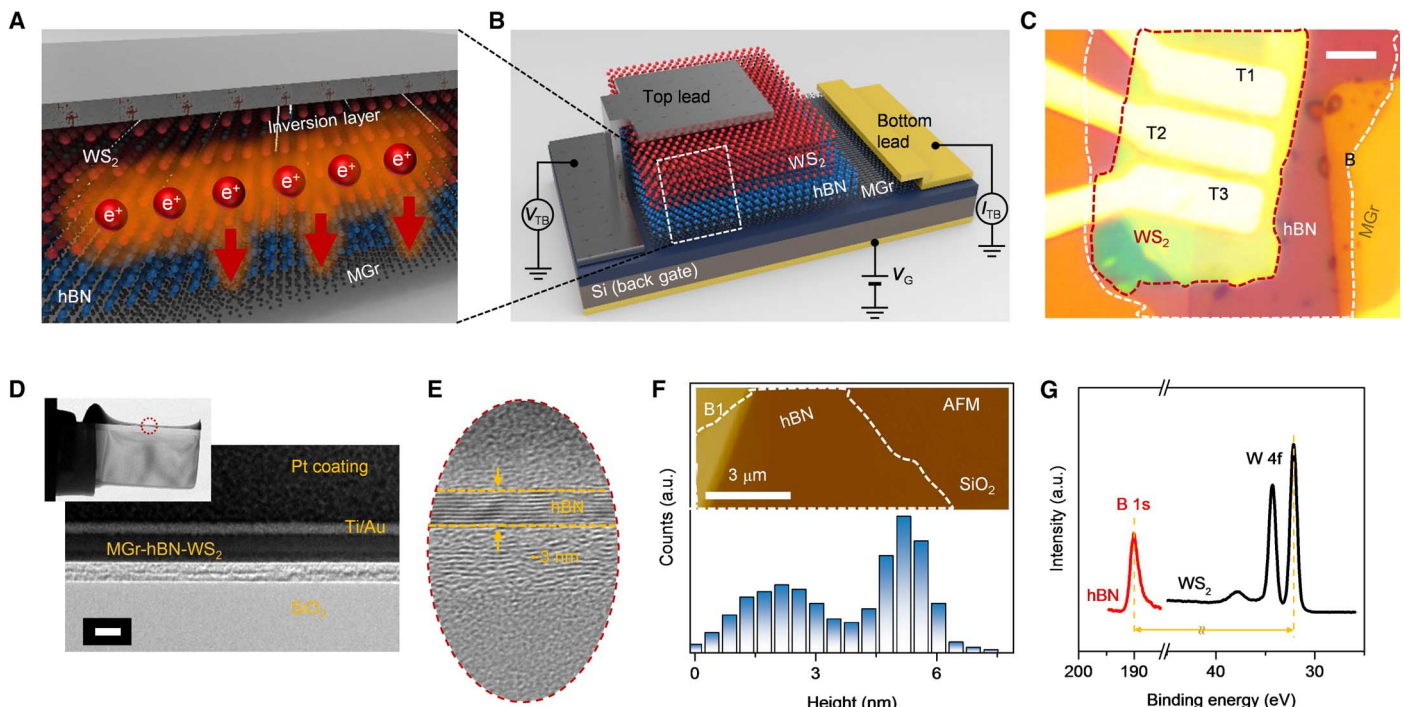 A
Inversion layer
WS2
e+ e+ e+ e+ e+ e+
MGr
hBN
B
Top lead
Bottom lead
WS2
hBN
MGr
VTB
ITB
Si (back gate)
VG
C
T1
T2
T3
B
WS2
hBN
MGr
D
Pt coating
Ti/Au
MGr-hBN-WS2
SiO2
E
hBN
~3 nm
F
B1
hBN
AFM
3 μm
SiO2
Counts (a.u.)
0 3 6
Height (nm)
G
W 4f
B 1s
Intensity (a.u.)
hBN
WS2
≈
200 190 40 30
Binding energy (eV)